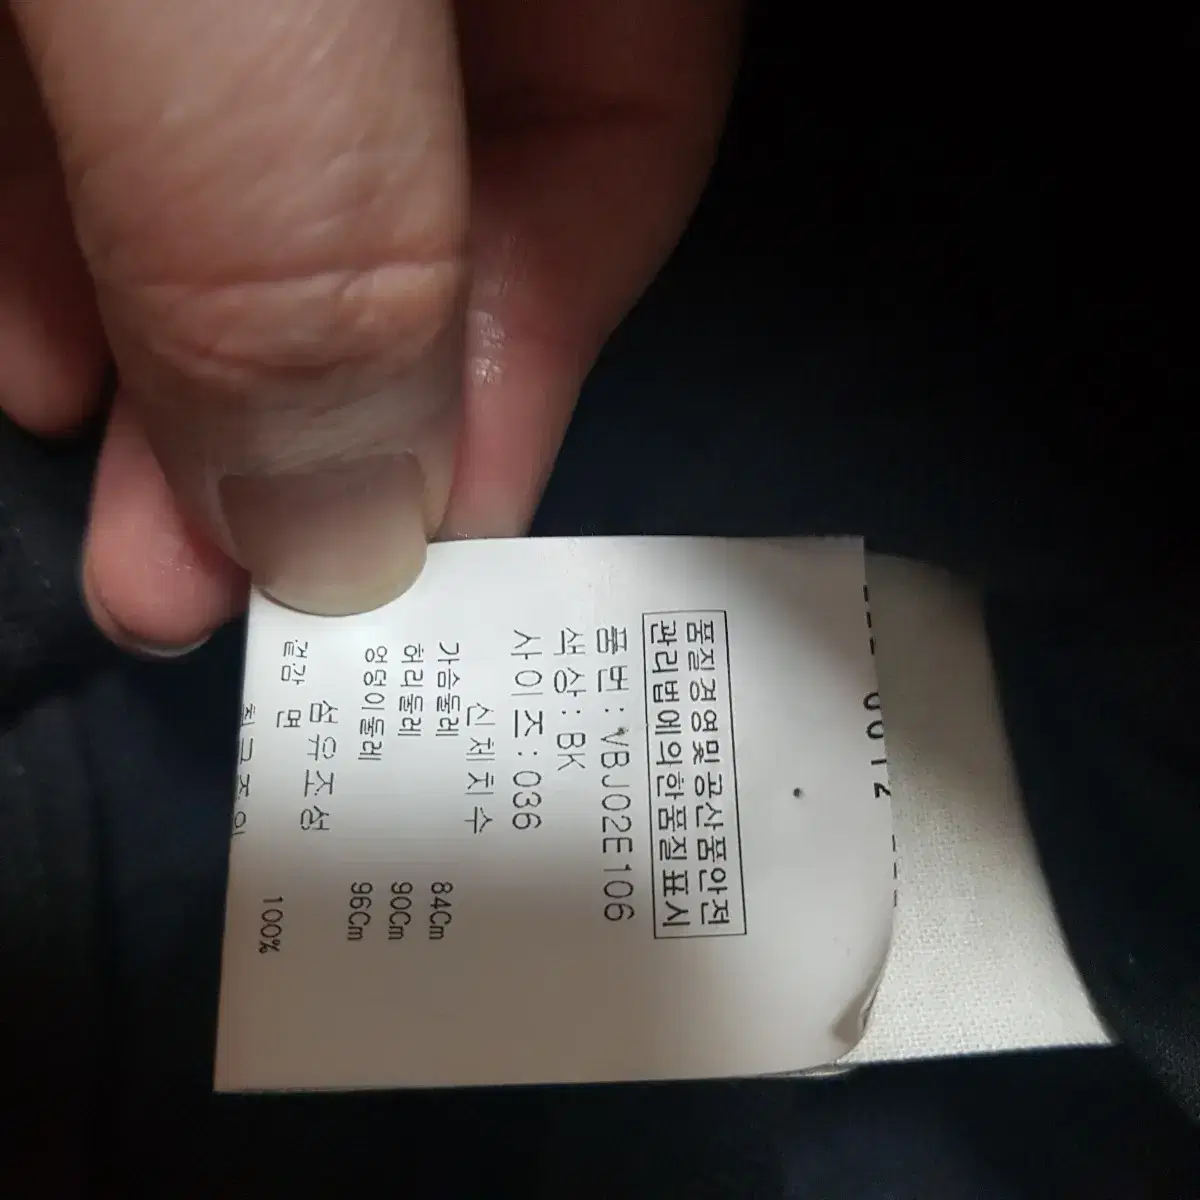 품질경영및공산품안전
관리법에의한품질표시
품번: VBJ02E106
색상: BK
사이즈: 036
신체치수
가슴둘레 84Cm
허리둘레 90Cm
엉덩이둘레 96Cm
섬유조성
겉감 면 100%